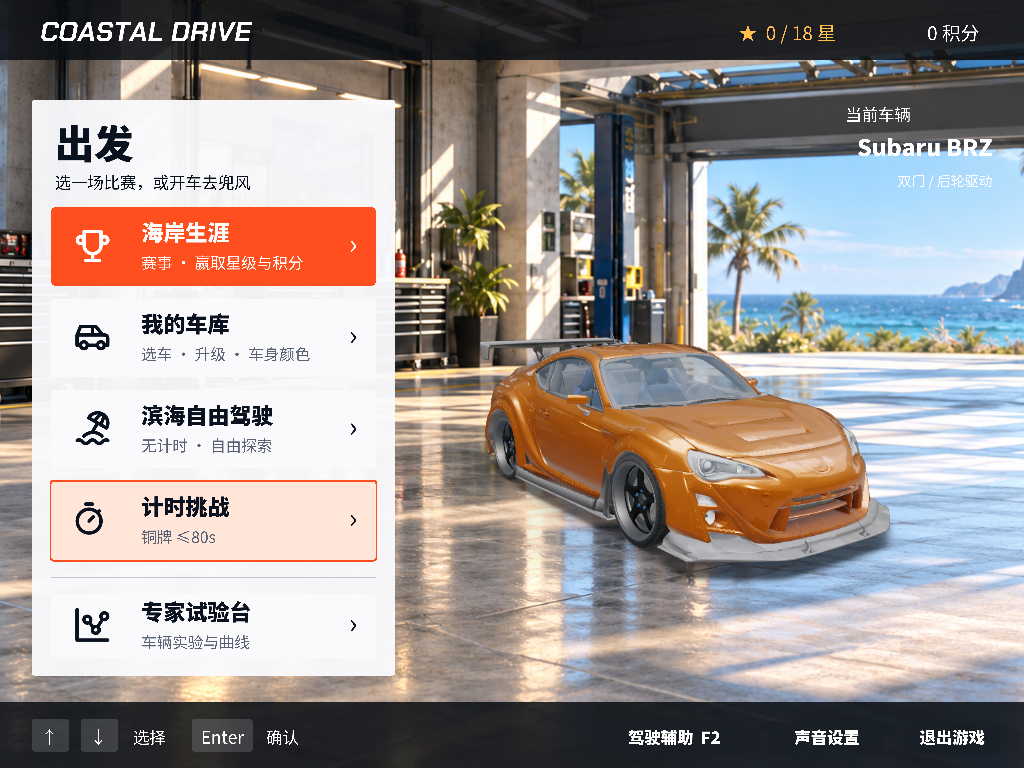 COASTAL DRIVE
★ 0 / 18 星
0 积分
当前车辆
Subaru BRZ
双门 / 后轮驱动
出发
选一场比赛，或开车去兜风
海岸生涯
赛事 · 赢取星级与积分
我的车库
选车 · 升级 · 车身颜色
滨海自由驾驶
无计时 · 自由探索
计时挑战
铜牌 ≤80s
专家试验台
车辆实验与曲线
↑ ↓ 选择 Enter 确认
驾驶辅助 F2
声音设置
退出游戏